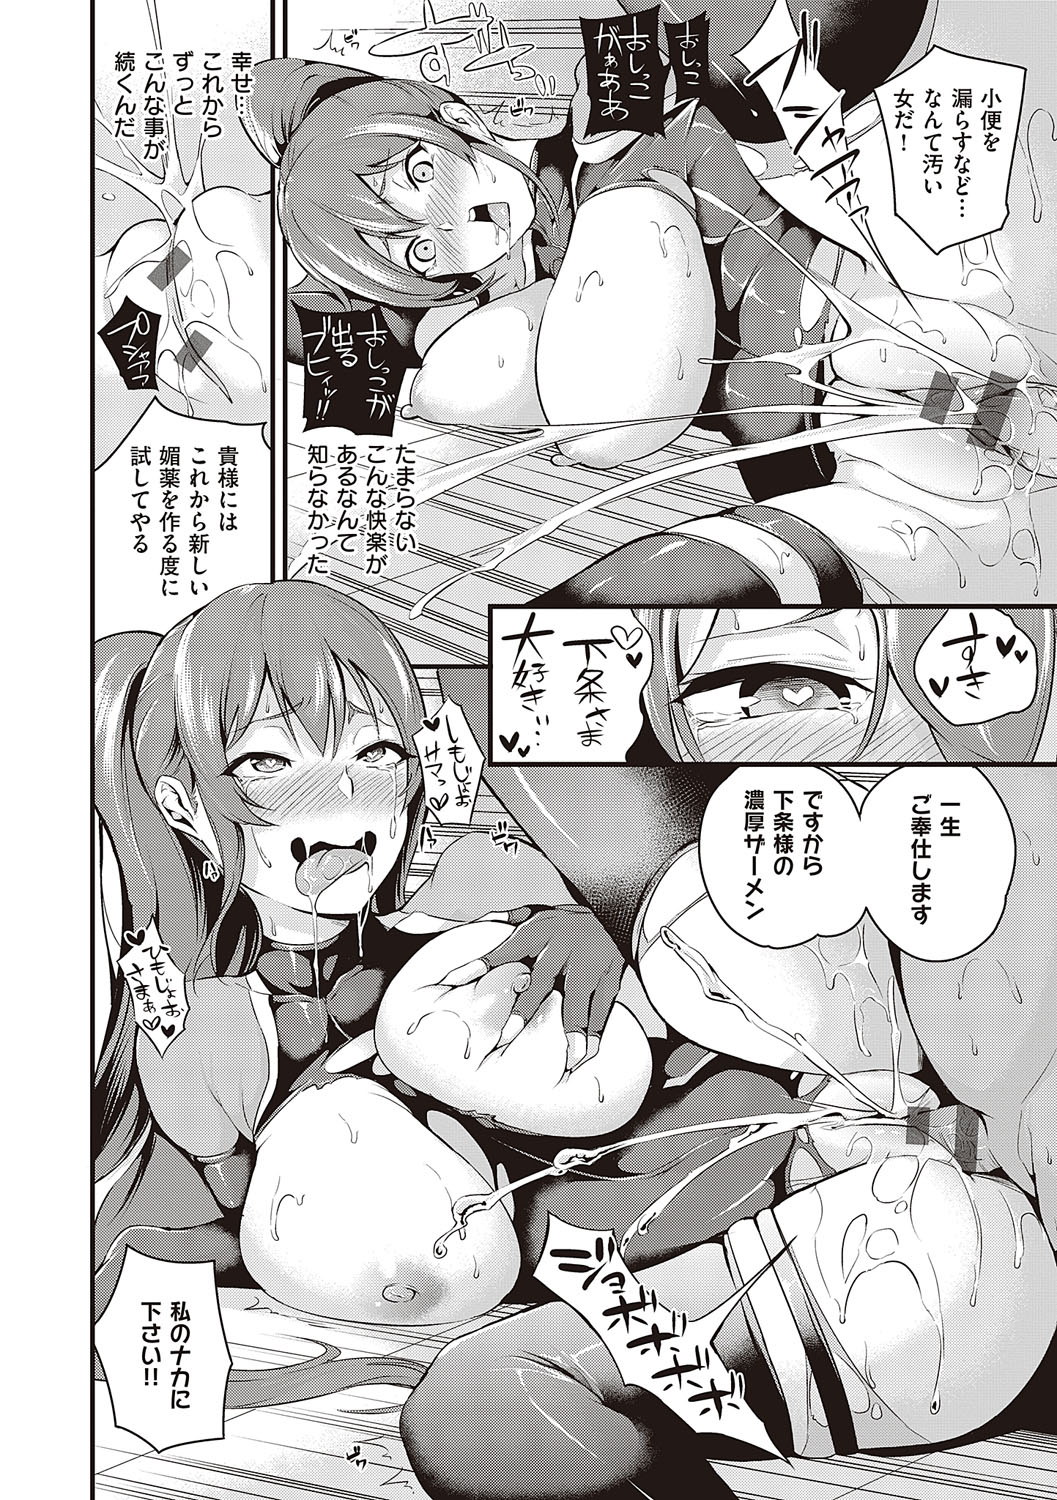 小便を
漏らすなど…
なんて汚い
女だ！
おしっこ
おしっこ
がぁああ
おしっこが
出る
ブヒィッ!!
たまらない
こんな快楽が
あるなんて
知らなかった
幸せ…
これから
ずっと
こんな事が
続くんだ
プシャァッ
貴様には
これから新しい
媚薬を作る度に
試してやる
すき
下条さま
大好き…
一生
ご奉仕します
ですから
下条様の
濃厚ザーメン
しもじょお
サマっ
ひもじょお
さまぁ
ジョボボボボボ
私のナカに
下さい!!